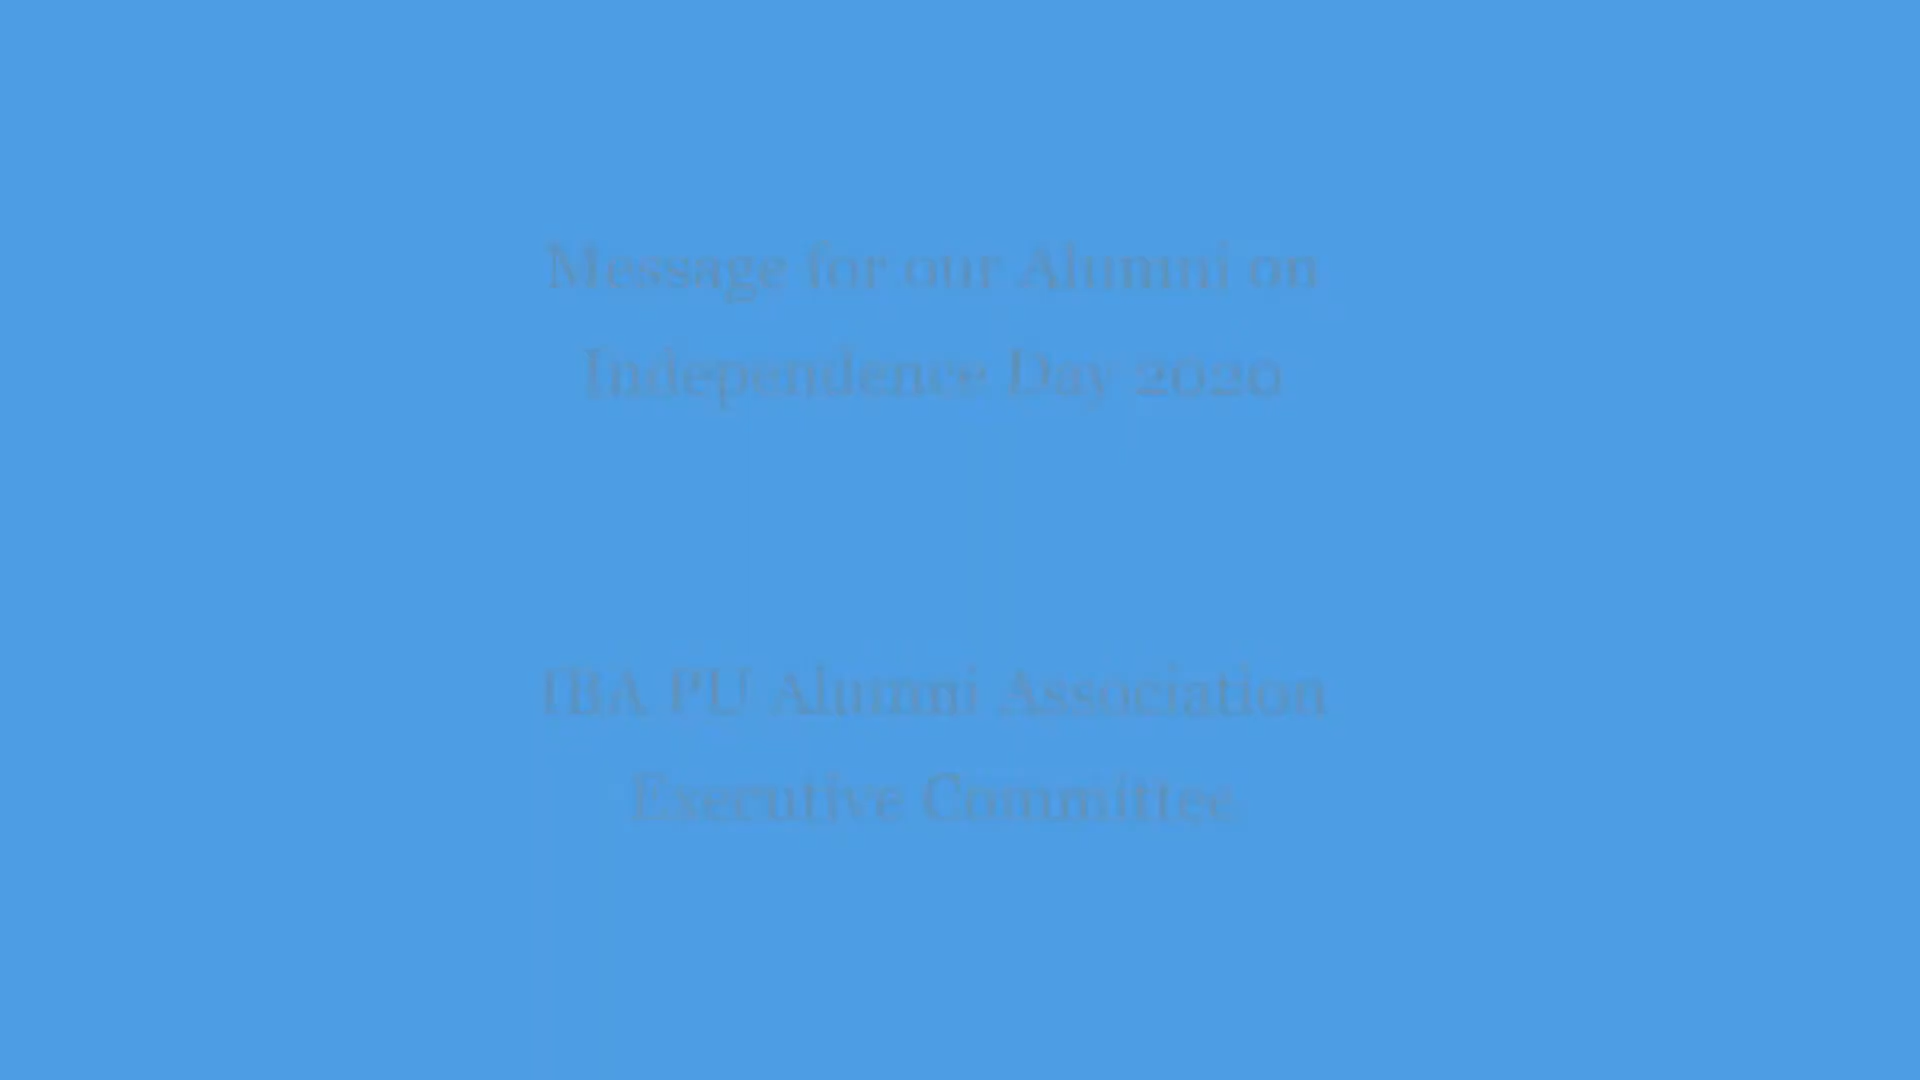 Message for our Alumni on
Independence Day 2020
IBA PU Alumni Association
Executive Committee